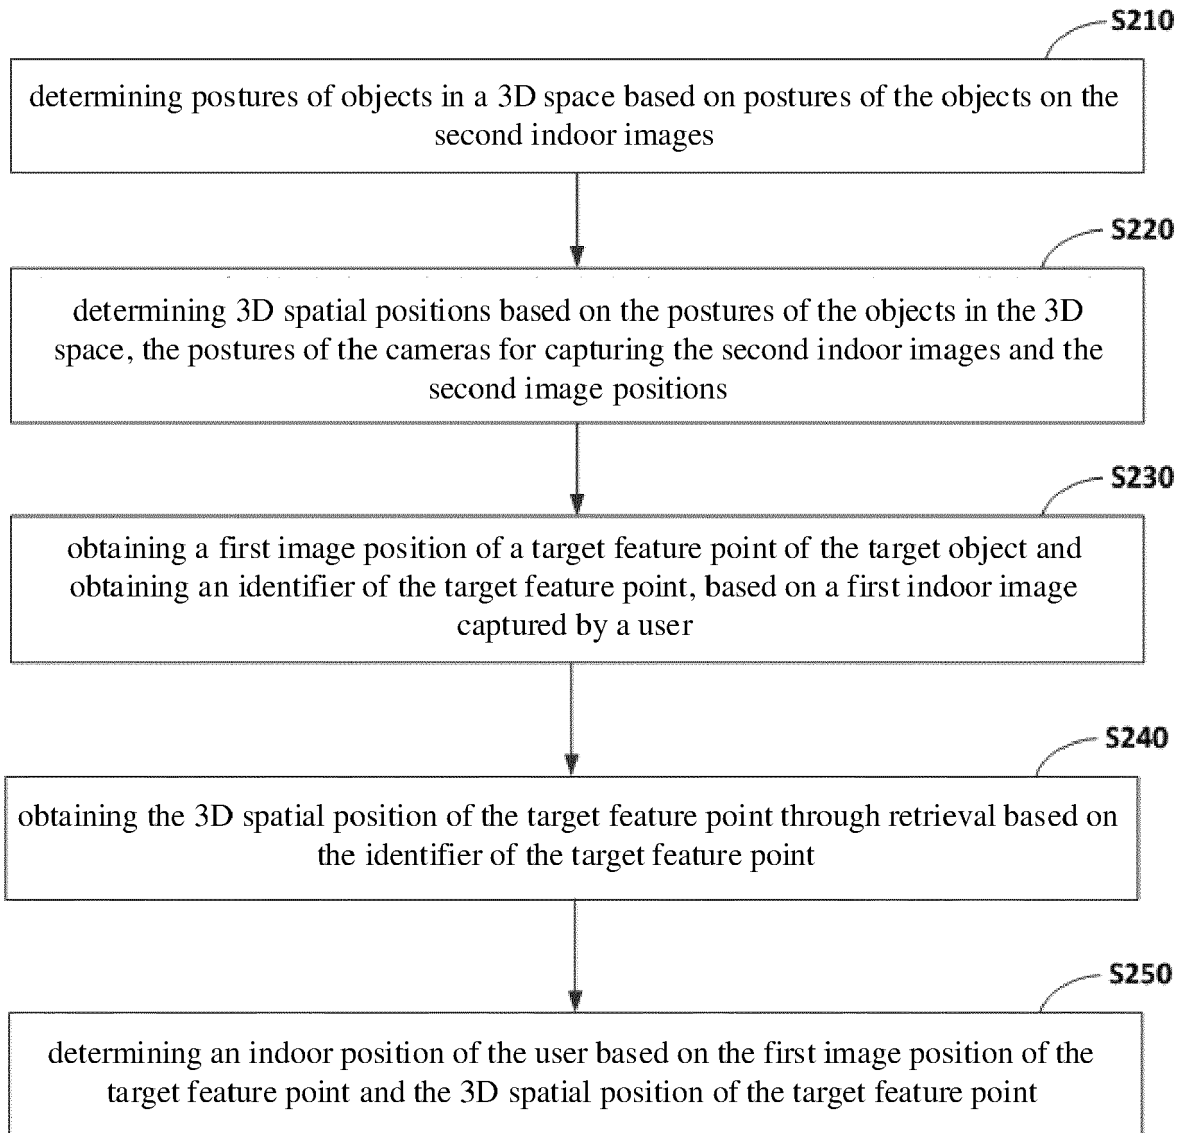 S210
determining postures of objects in a 3D space based on postures of the objects on the
second indoor images
S220
determining 3D spatial positions based on the postures of the objects in the 3D
space, the postures of the cameras for capturing the second indoor images and the
second image positions
S230
obtaining a first image position of a target feature point of the target object and
obtaining an identifier of the target feature point, based on a first indoor image
captured by a user
S240
obtaining the 3D spatial position of the target feature point through retrieval based on
the identifier of the target feature point
S250
determining an indoor position of the user based on the first image position of the
target feature point and the 3D spatial position of the target feature point